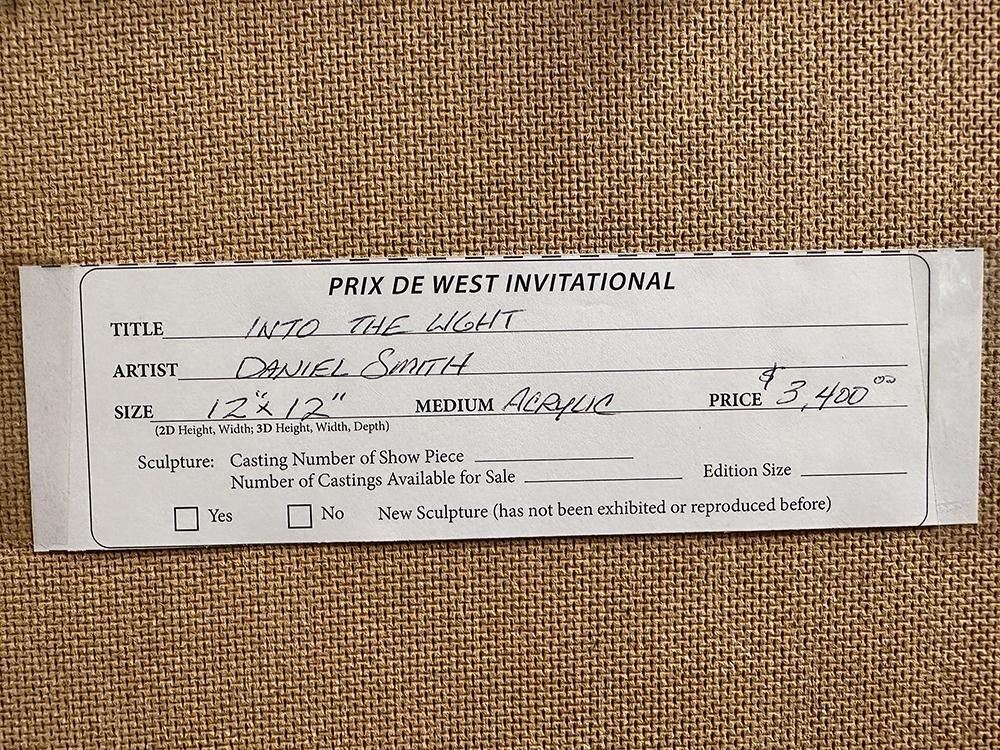 PRIX DE WEST INVITATIONAL
TITLE INTO THE LIGHT
ARTIST DANIEL SMITH
SIZE 12" x 12" MEDIUM ACRYLIC PRICE $3,400.00
(2D Height, Width; 3D Height, Width, Depth)
Sculpture: Casting Number of Show Piece
Number of Castings Available for Sale Edition Size
Yes No New Sculpture (has not been exhibited or reproduced before)